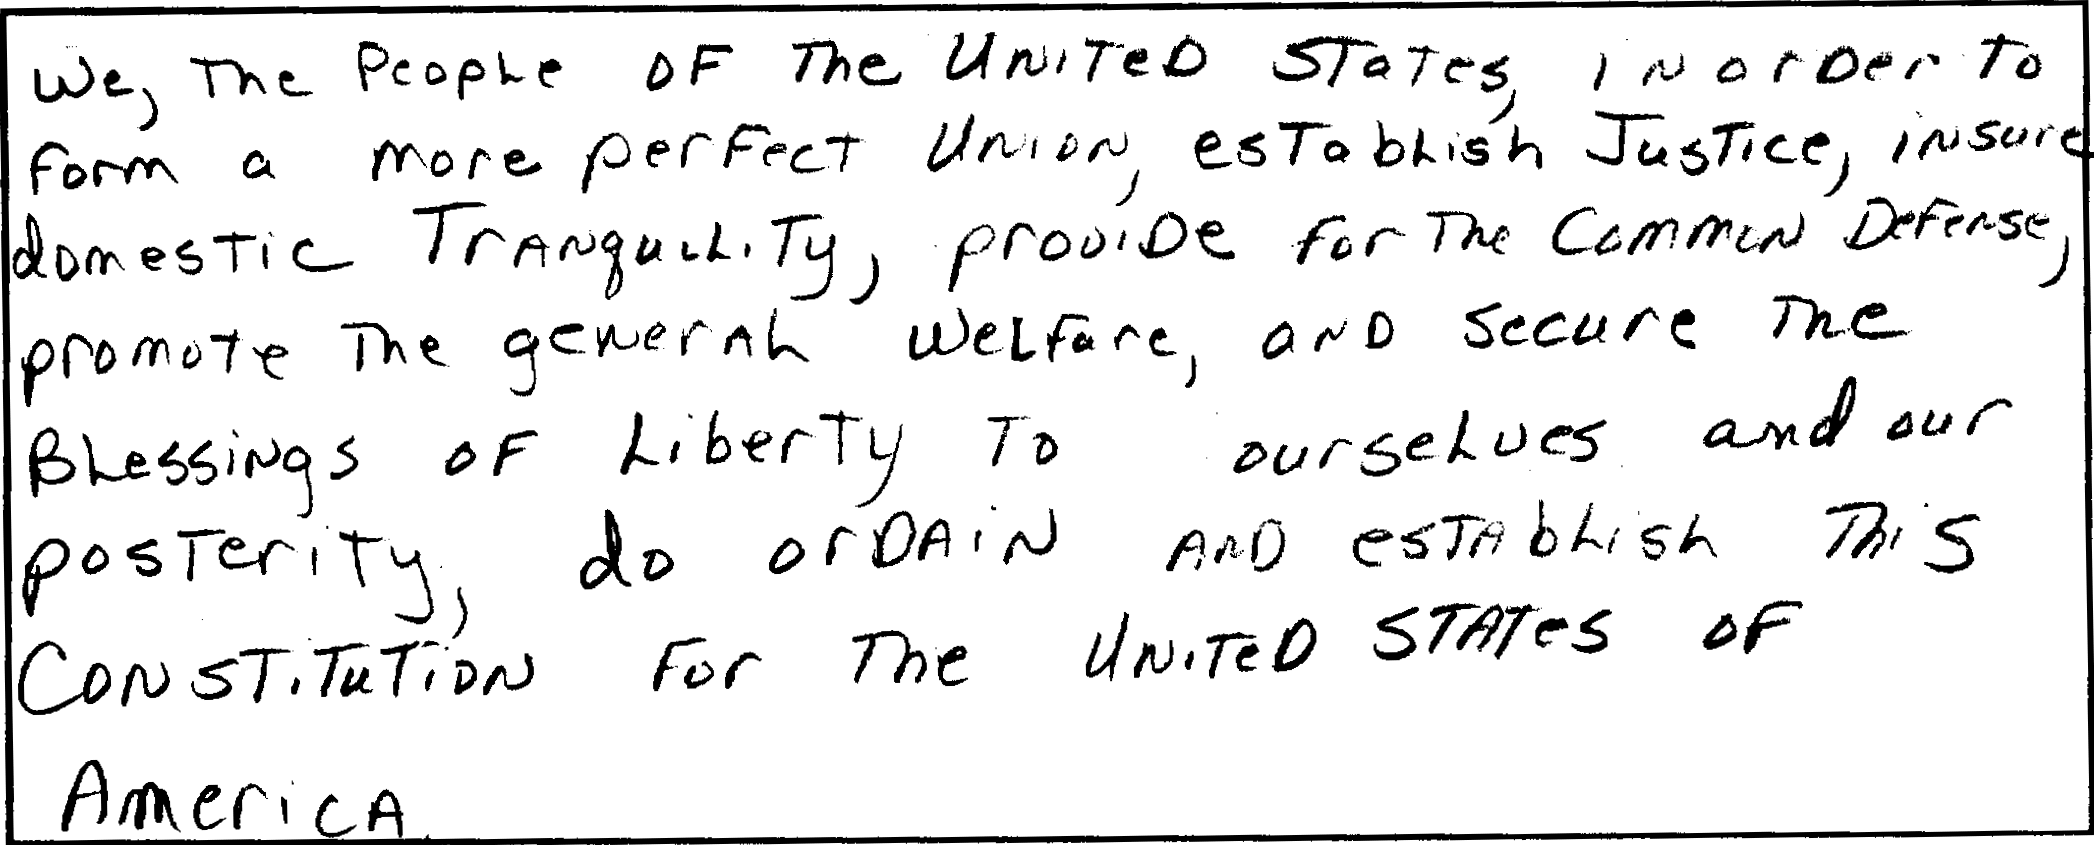 We, The People of The United States, in order to
form a more perfect Union, establish Justice, insure
domestic Tranquility, provide for The Common Defense,
promote The general Welfare, and secure The
Blessings of Liberty To ourselves and our
posterity, do ordain and establish This
Constitution for The United States of
America.